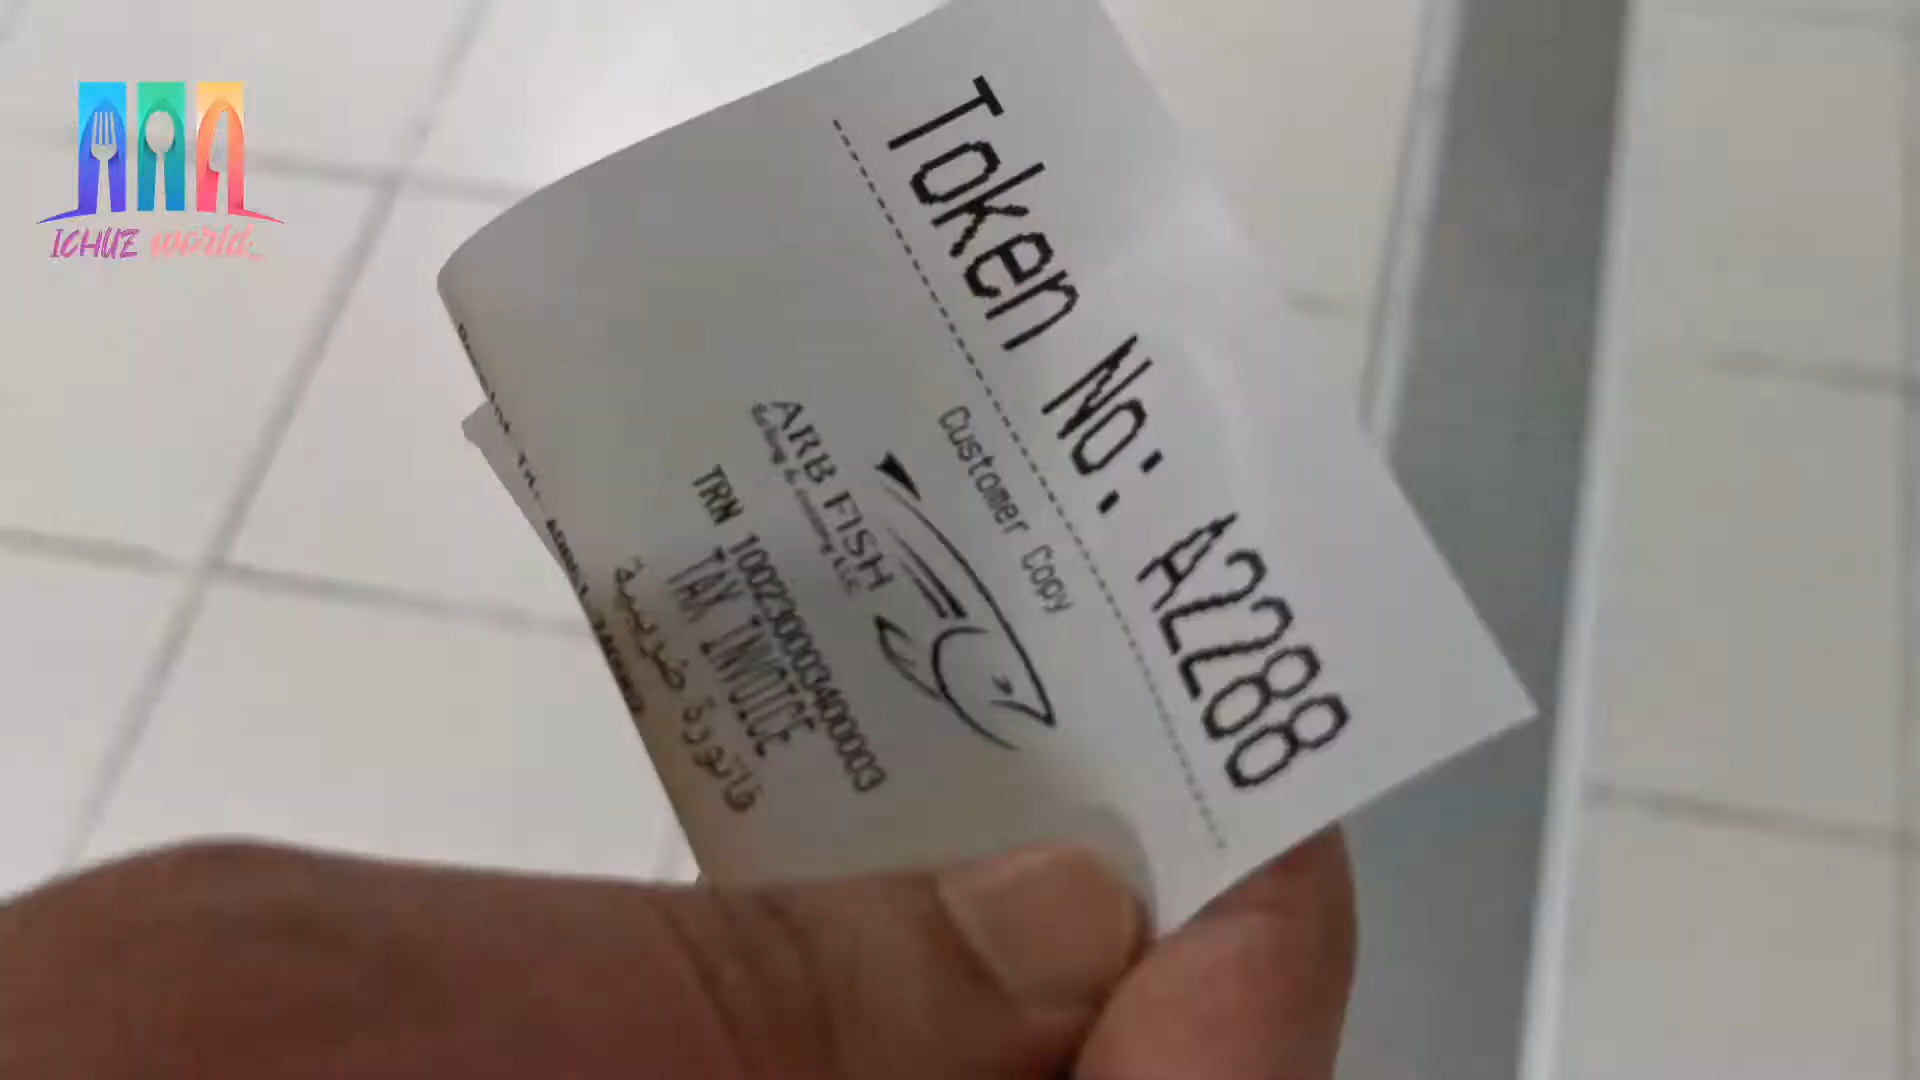 ICHUZ world
Token No: A2288
Customer Copy
ARB FISH
TRN 100230003400003
TAX INVOICE
فاتورة ضريبية